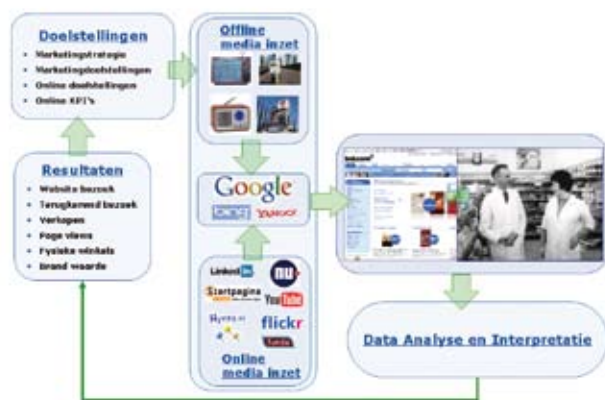 Doelstellingen
• Marketingstrategie
• Marketingdoelstellingen
• Online doelstellingen
• Online KPI's
Resultaten
• Website bezoek
• Terugkerend bezoek
• Verkopen
• Page views
• Fysieke winkels
• Brand waarde
Offline
media inzet
Google
YAHOO!
LinkedIn
nu
Startpagina
YouTube
flickr
Online
media inzet
Data Analyse en Interpretatie